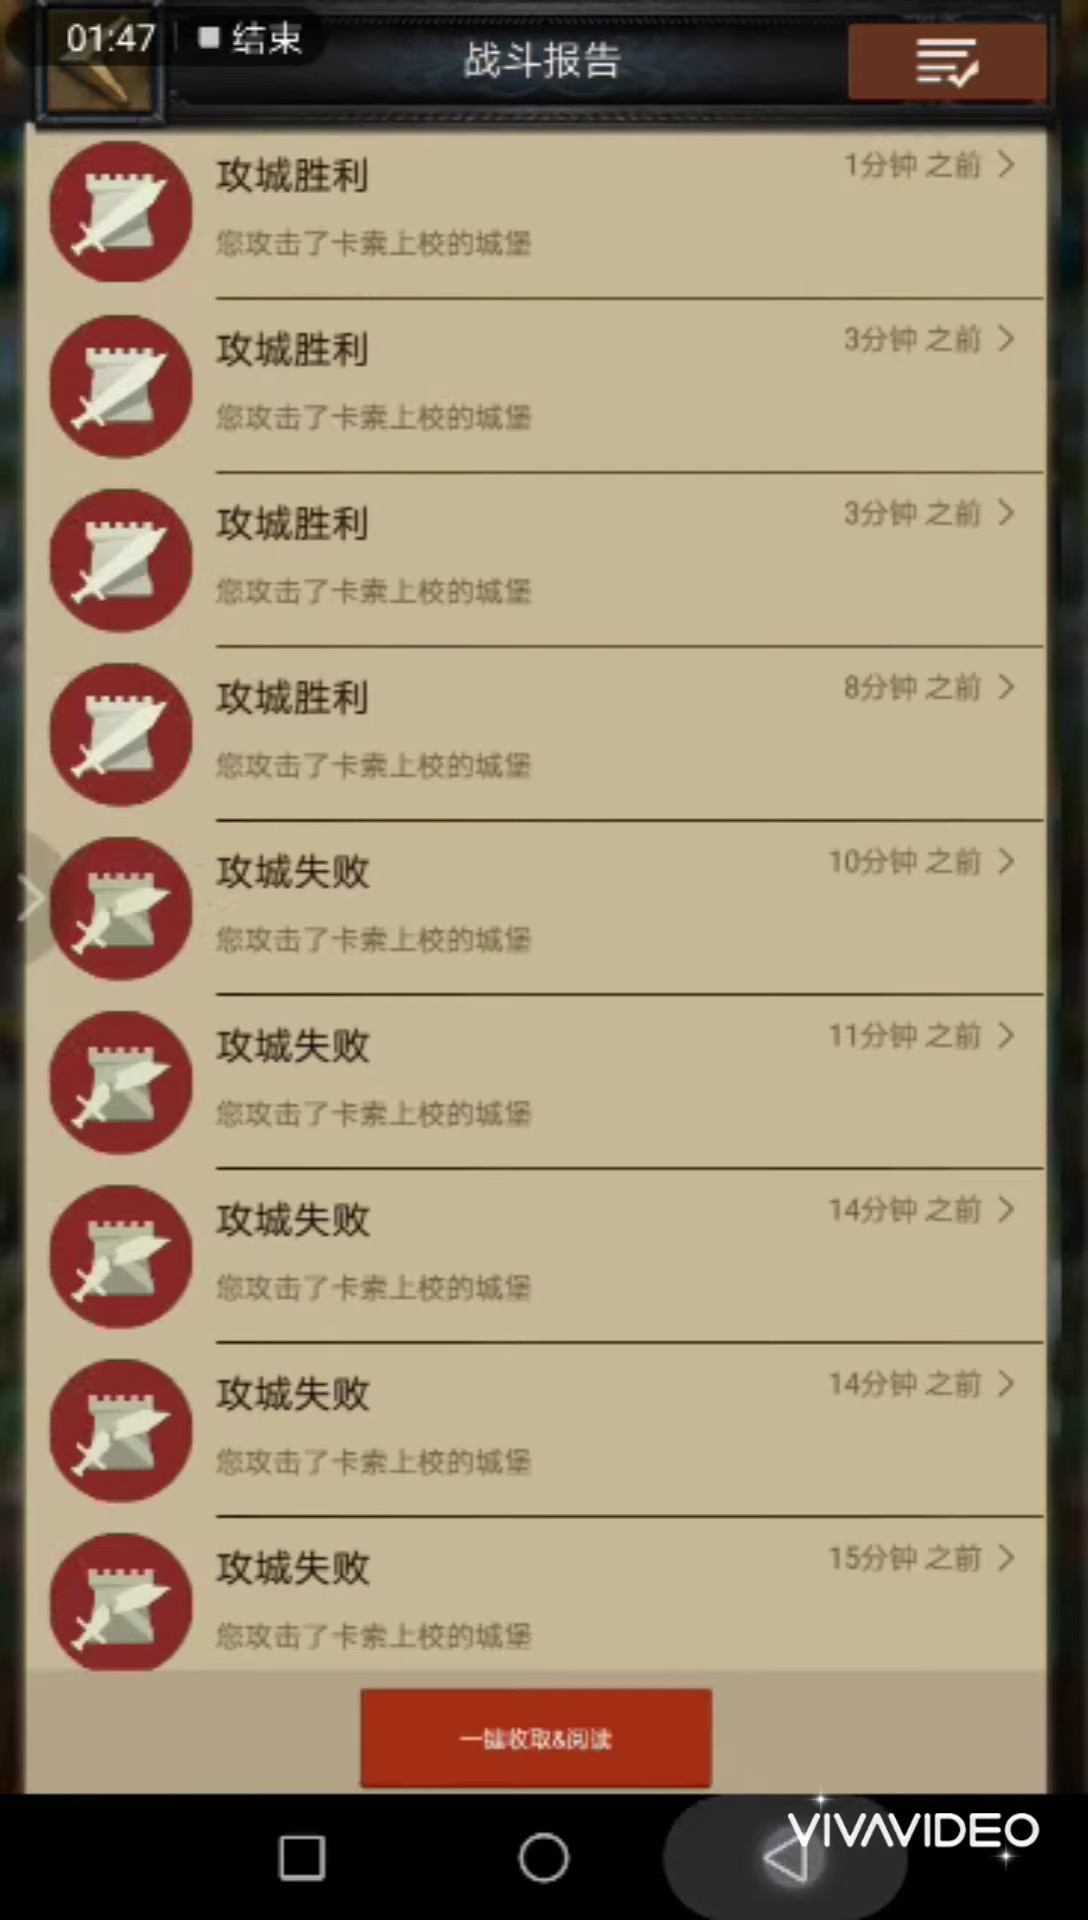 01:47 结束
战斗报告
攻城胜利 1分钟 之前
您攻击了卡索上校的城堡
攻城胜利 3分钟 之前
您攻击了卡索上校的城堡
攻城胜利 3分钟 之前
您攻击了卡索上校的城堡
攻城胜利 8分钟 之前
您攻击了卡索上校的城堡
攻城失败 10分钟 之前
您攻击了卡索上校的城堡
攻城失败 11分钟 之前
您攻击了卡索上校的城堡
攻城失败 14分钟 之前
您攻击了卡索上校的城堡
攻城失败 14分钟 之前
您攻击了卡索上校的城堡
攻城失败 15分钟 之前
您攻击了卡索上校的城堡
一键收取&阅读
VIVAVIDEO